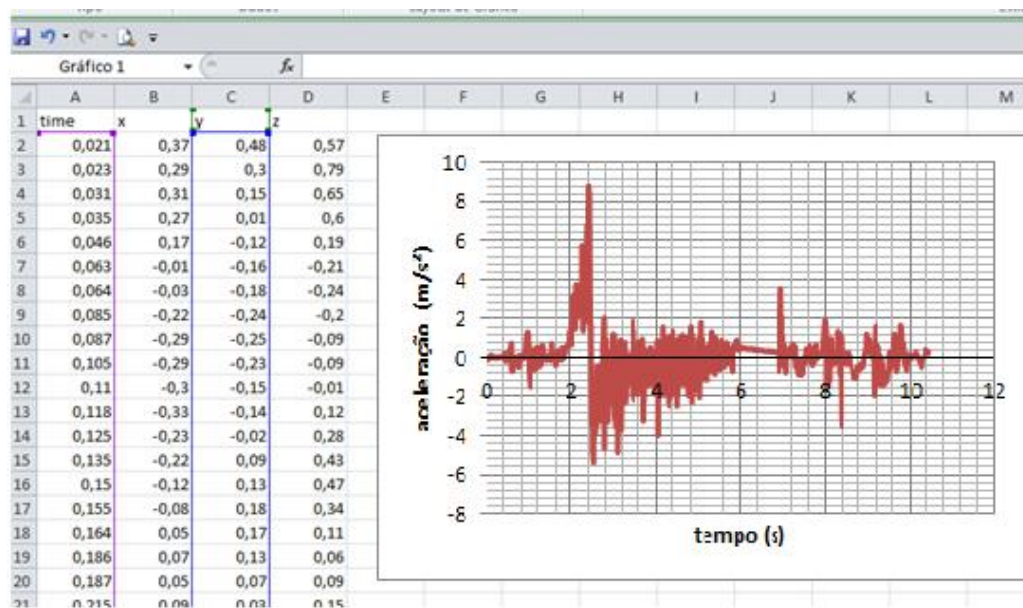 Gráfico 1 fx
A B C D E F G H I J K L M
1 time x y z
2 0,021 0,37 0,48 0,57
3 0,023 0,29 0,3 0,79
4 0,031 0,31 0,15 0,65
5 0,035 0,27 0,01 0,6
6 0,046 0,17 -0,12 0,19
7 0,063 -0,01 -0,16 -0,21
8 0,064 -0,03 -0,18 -0,24
9 0,085 -0,22 -0,24 -0,2
10 0,087 -0,29 -0,25 -0,09
11 0,105 -0,29 -0,23 -0,09
12 0,11 -0,3 -0,15 -0,01
13 0,118 -0,33 -0,14 0,12
14 0,125 -0,23 -0,02 0,28
15 0,135 -0,22 0,09 0,43
16 0,15 -0,12 0,13 0,47
17 0,155 -0,08 0,18 0,34
18 0,164 0,05 0,17 0,11
19 0,186 0,07 0,13 0,06
20 0,187 0,05 0,07 0,09
21 0,215 0,09 0,03 0,15
10
8
6
4
2
0
-2
-4
-6
-8
aceleração (m/s²)
0 2 4 6 8 10 12
tempo (s)